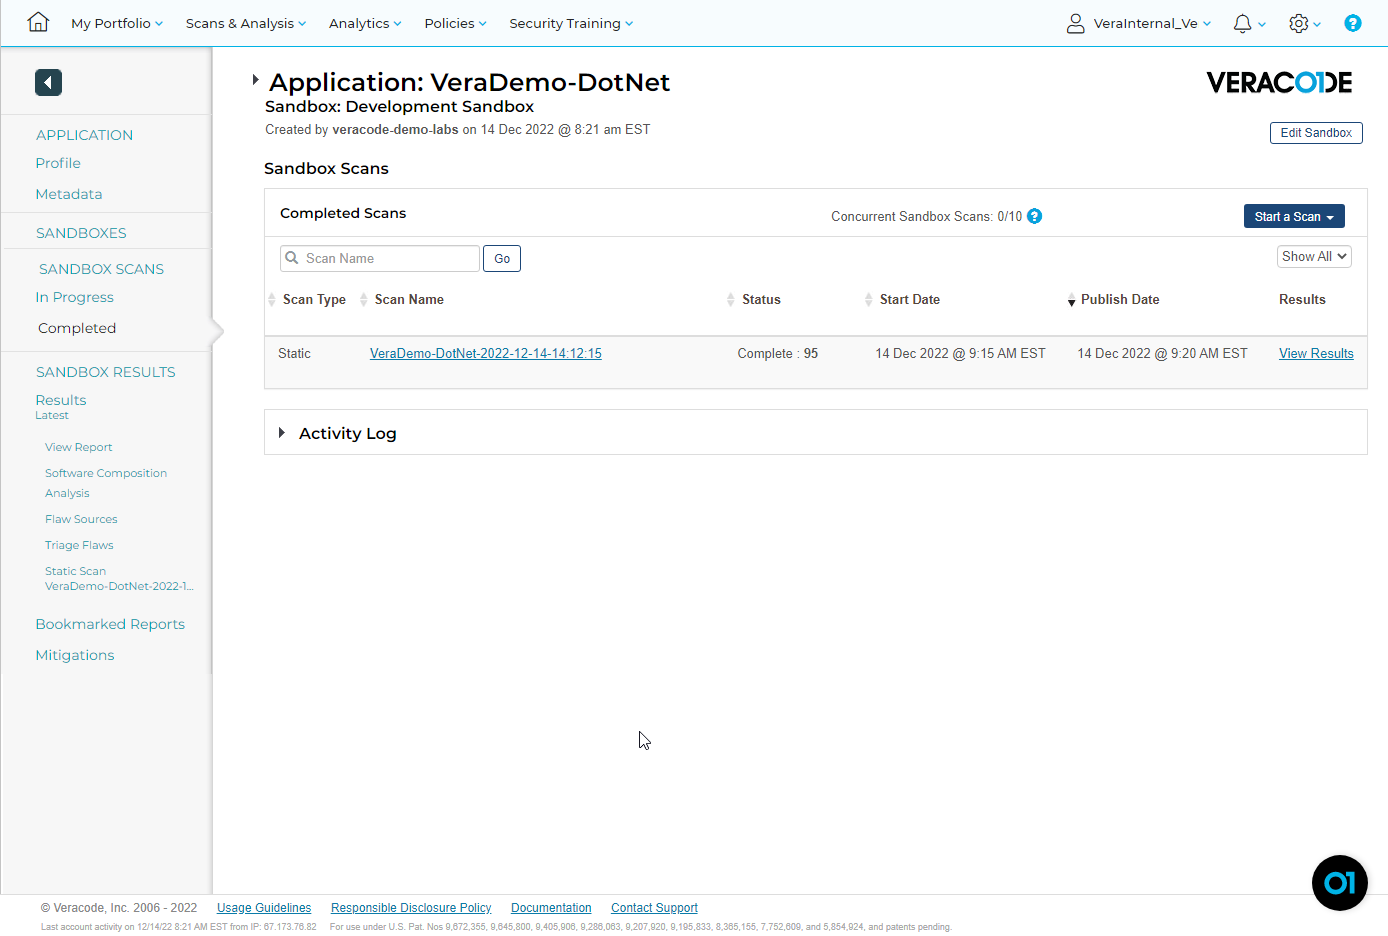 My Portfolio Scans & Analysis Analytics Policies Security Training VeraInternal_Ve ?
Application: VeraDemo-DotNet
VERACODE
Sandbox: Development Sandbox
Created by veracode-demo-labs on 14 Dec 2022 @ 8:21 am EST
Edit Sandbox
APPLICATION
Profile
Metadata
SANDBOXES
SANDBOX SCANS
In Progress
Completed
SANDBOX RESULTS
Results
Latest
View Report
Software Composition
Analysis
Flaw Sources
Triage Flaws
Static Scan
VeraDemo-DotNet-2022-1...
Bookmarked Reports
Mitigations
Sandbox Scans
Completed Scans Concurrent Sandbox Scans: 0/10 ? Start a Scan
Scan Name Go Show All
Scan Type Scan Name Status Start Date Publish Date Results
Static VeraDemo-DotNet-2022-12-14-14:12:15 Complete : 95 14 Dec 2022 @ 9:15 AM EST 14 Dec 2022 @ 9:20 AM EST View Results
Activity Log
01
© Veracode, Inc. 2006 - 2022 Usage Guidelines Responsible Disclosure Policy Documentation Contact Support
Last account activity on 12/14/22 8:21 AM EST from IP: 67.173.76.82 For use under U.S. Pat. Nos 9,672,355, 9,645,800, 9,405,906, 9,286,063, 9,207,920, 9,195,833, 8,365,155, 7,752,609, and 5,854,924, and patents pending.